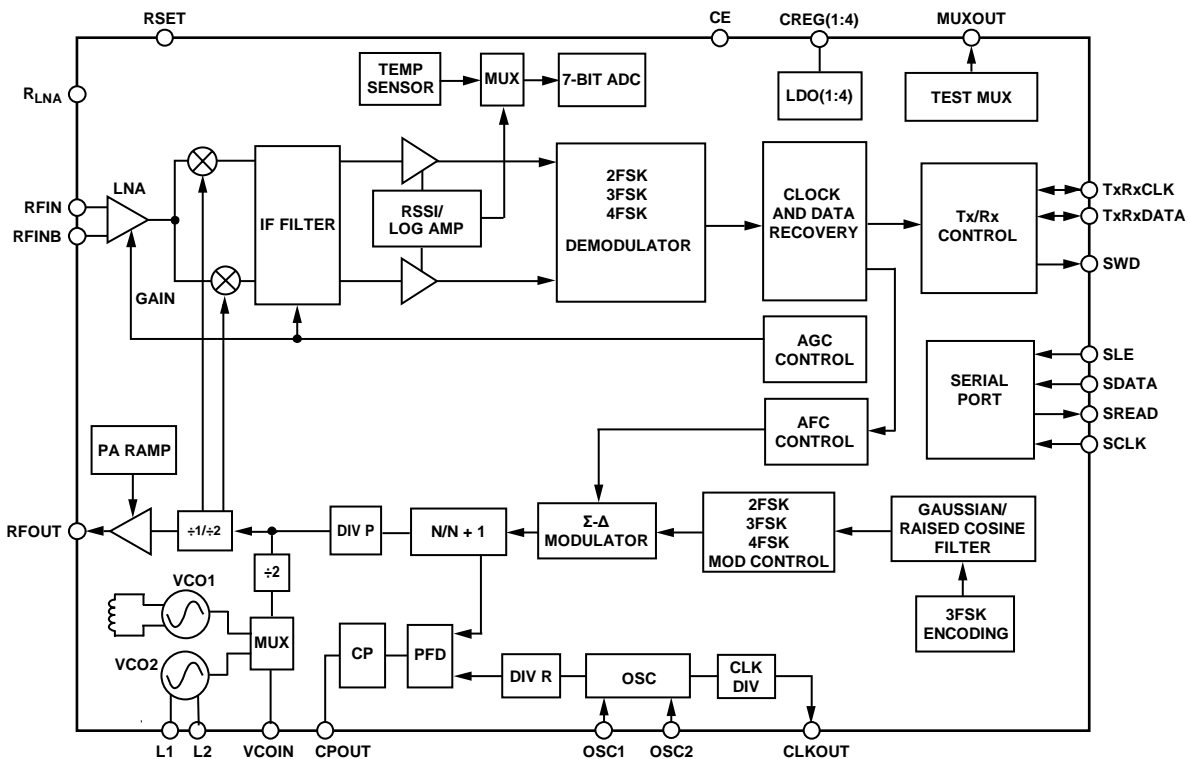 RSET
CE
CREG(1:4)
MUXOUT
R_LNA
TEMP
SENSOR
MUX
7-BIT ADC
LDO(1:4)
TEST MUX
LNA
RFIN
RFINB
GAIN
IF FILTER
RSSI/
LOG AMP
2FSK
3FSK
4FSK
DEMODULATOR
CLOCK
AND DATA
RECOVERY
Tx/Rx
CONTROL
TxRxCLK
TxRxDATA
SWD
AGC
CONTROL
SERIAL
PORT
SLE
SDATA
SREAD
SCLK
AFC
CONTROL
PA RAMP
RFOUT
÷1/÷2
DIV P
N/N + 1
Σ-Δ
MODULATOR
2FSK
3FSK
4FSK
MOD CONTROL
GAUSSIAN/
RAISED COSINE
FILTER
÷2
VCO1
MUX
VCO2
CP
PFD
DIV R
OSC
CLK
DIV
3FSK
ENCODING
L1
L2
VCOIN
CPOUT
OSC1
OSC2
CLKOUT